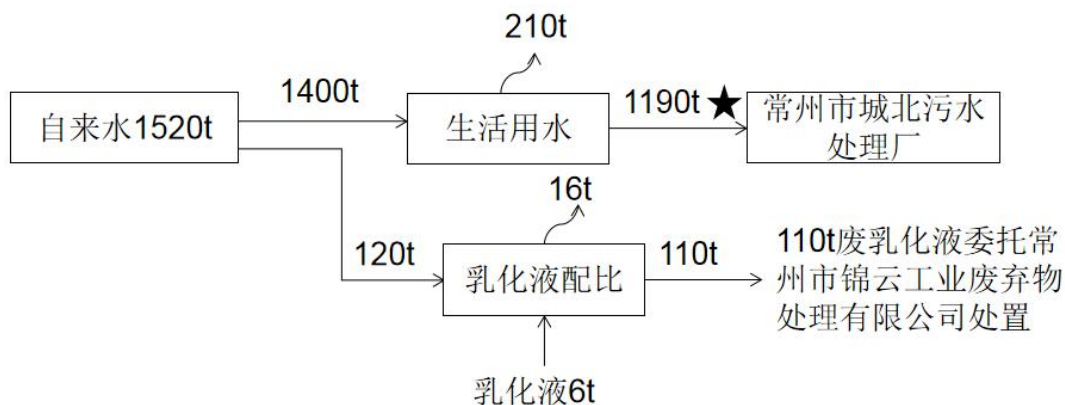 210t
1400t
1190t★
自来水1520t
生活用水
常州市城北污水
处理厂
16t
120t
乳化液配比
110t
110t废乳化液委托常
州市锦云工业废弃物
处理有限公司处置
乳化液6t